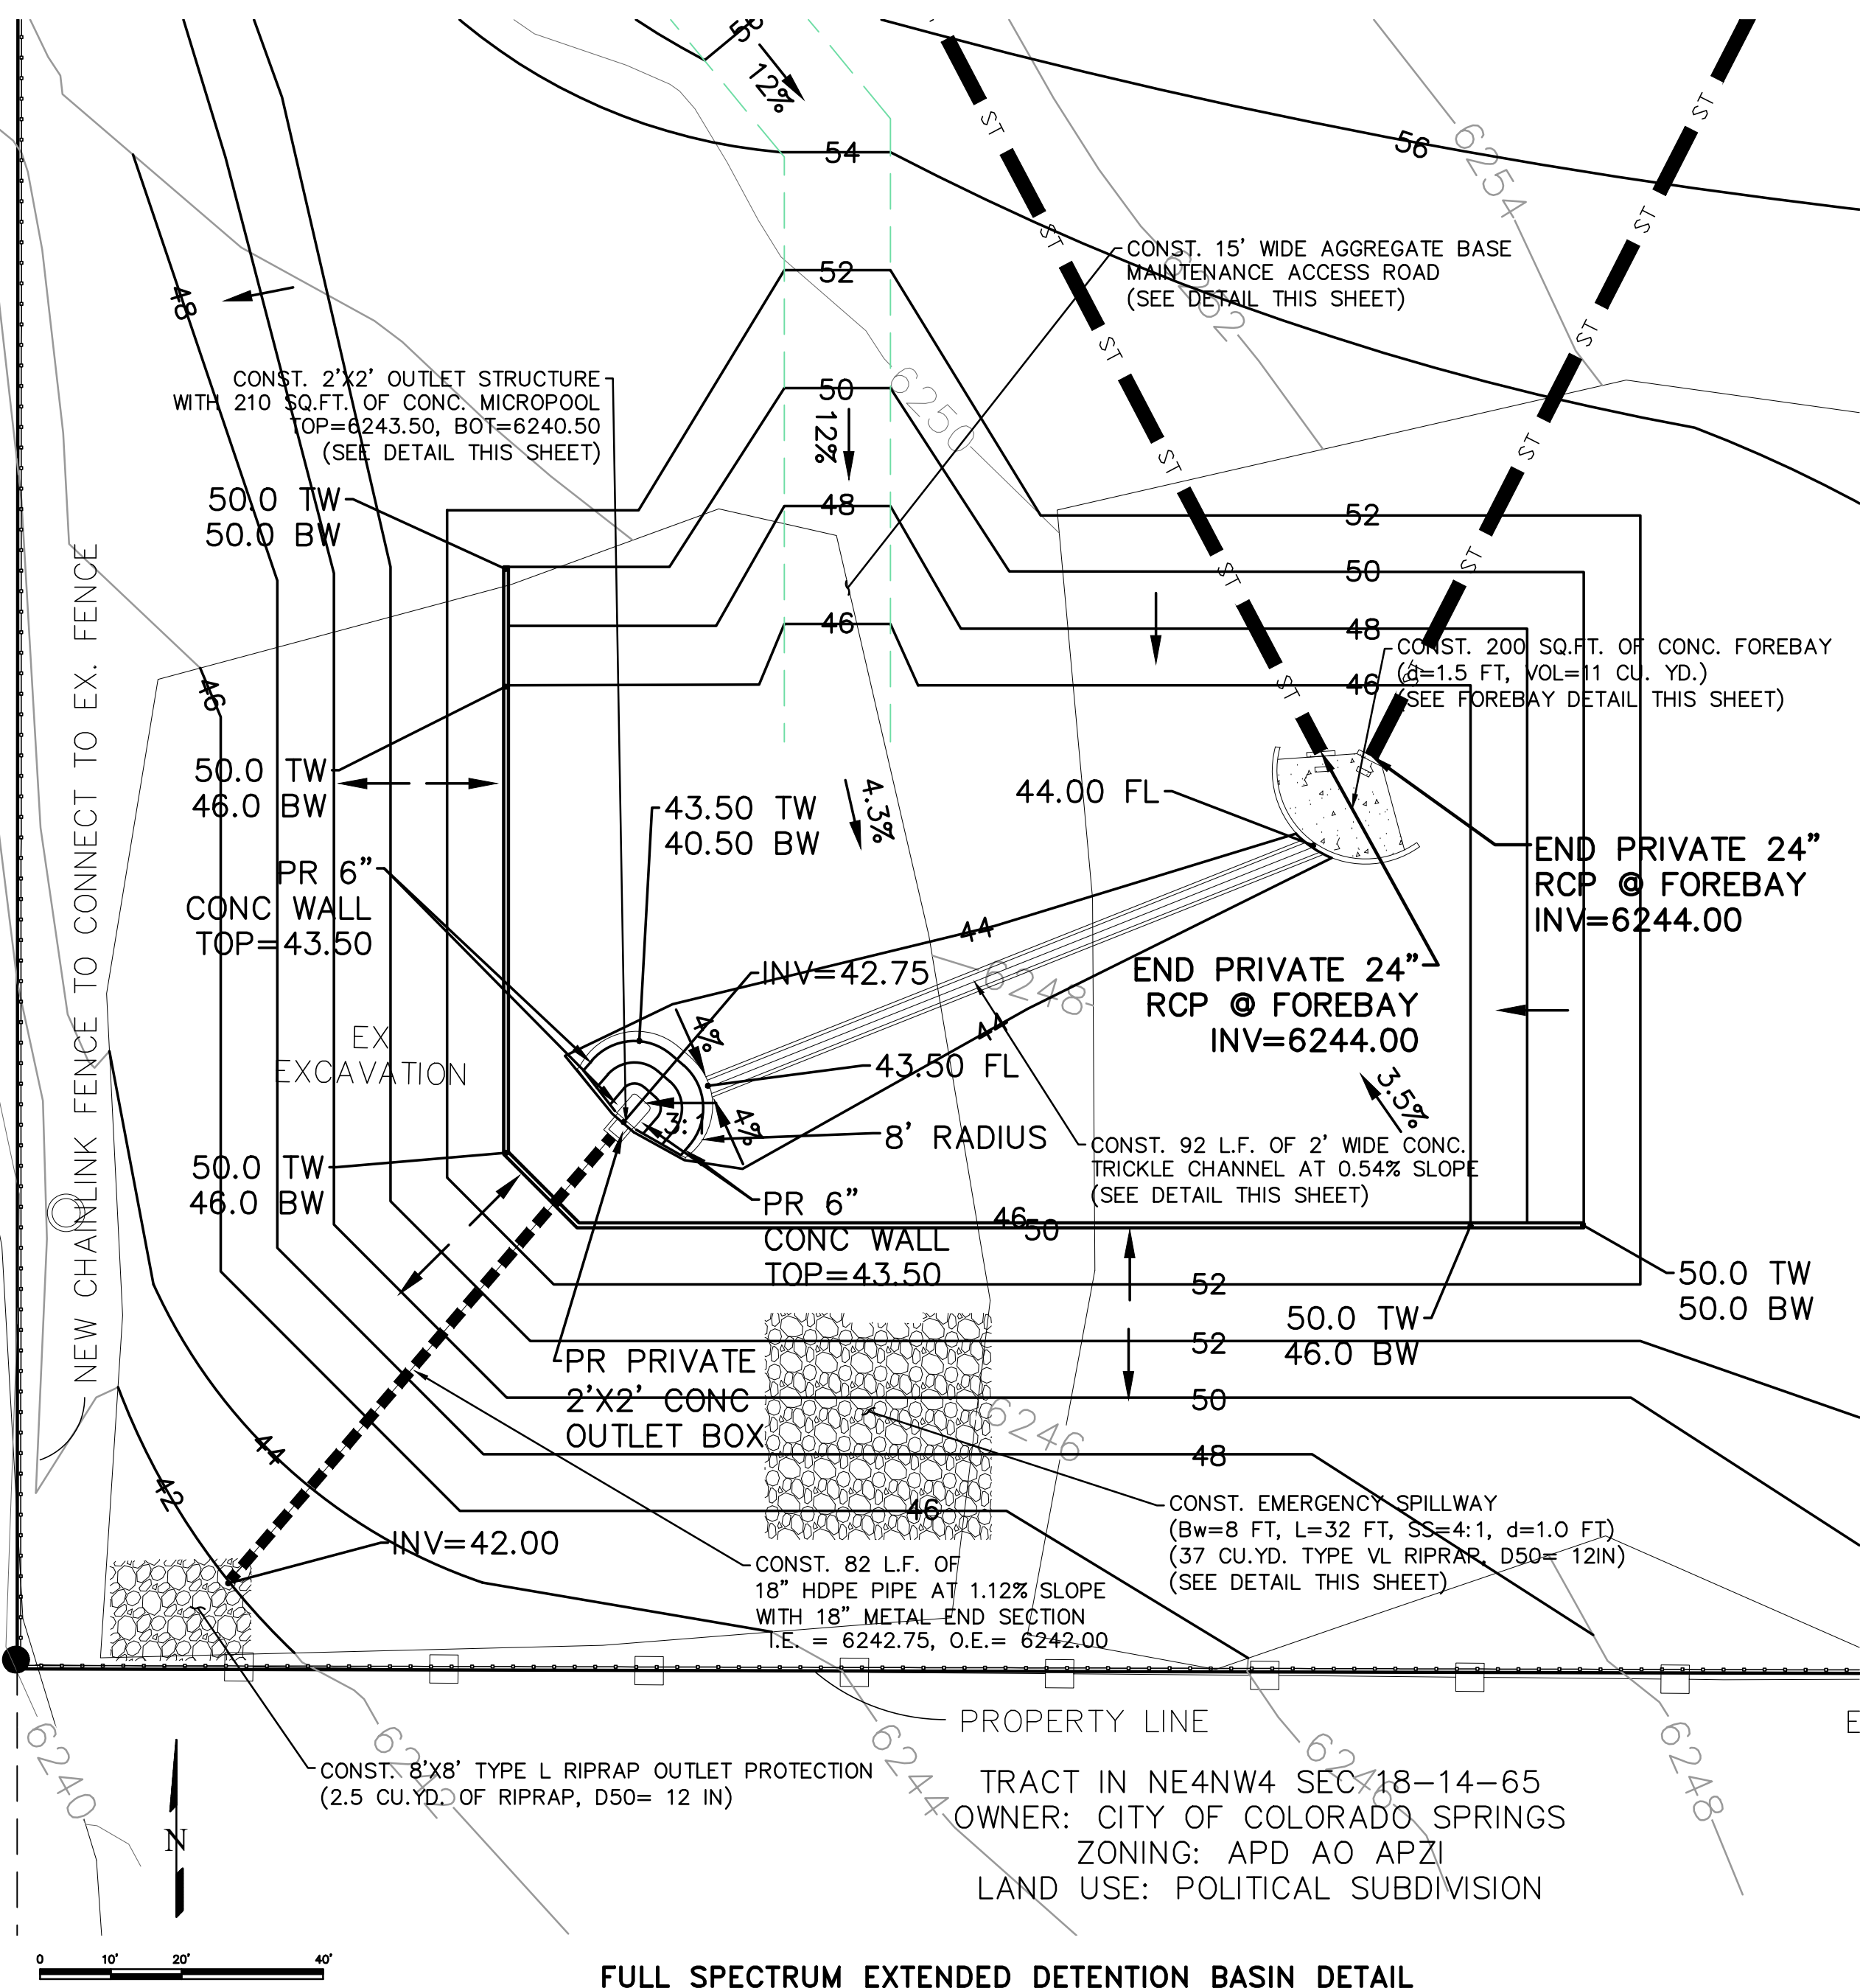 56
12%
54
56
6254
CONST. 15' WIDE AGGREGATE BASE
MAINTENANCE ACCESS ROAD
(SEE DETAIL THIS SHEET)
6252
52
48
CONST. 2'X2' OUTLET STRUCTURE
WITH 210 SQ.FT. OF CONC. MICROPOOL
TOP=6243.50, BOT=6240.50
(SEE DETAIL THIS SHEET)
50
12%
6250
48
46
50.0 TW
50.0 BW
52
50
48
46
ST
ST
ST
ST
ST
ST
ST
ST
ST
ST
ST
ST
ST
CONST. 200 SQ.FT. OF CONC. FOREBAY
(d=1.5 FT, VOL=11 CU. YD.)
(SEE FOREBAY DETAIL THIS SHEET)
NEW CHAINLINK FENCE TO CONNECT TO EX. FENCE
46
50.0 TW
46.0 BW
43.50 TW
40.50 BW
4.3%
44.00 FL
END PRIVATE 24"
RCP @ FOREBAY
INV=6244.00
PR 6"
CONC WALL
TOP=43.50
44
INV=42.75
6248
END PRIVATE 24"
RCP @ FOREBAY
INV=6244.00
EX
EXCAVATION
4%
44
43.50 FL
3:1
4%
8' RADIUS
3.5%
CONST. 92 L.F. OF 2' WIDE CONC.
TRICKLE CHANNEL AT 0.54% SLOPE
(SEE DETAIL THIS SHEET)
50.0 TW
46.0 BW
PR 6"
CONC WALL
TOP=43.50
46
50
52
50.0 TW
50.0 BW
50.0 TW
46.0 BW
PR PRIVATE
2'X2' CONC
OUTLET BOX
52
50
48
46
6246
44
42
INV=42.00
CONST. EMERGENCY SPILLWAY
(Bw=8 FT, L=32 FT, SS=4:1, d=1.0 FT)
(37 CU.YD. TYPE VL RIPRAP, D50= 12IN)
(SEE DETAIL THIS SHEET)
CONST. 82 L.F. OF
18" HDPE PIPE AT 1.12% SLOPE
WITH 18" METAL END SECTION
I.E. = 6242.75, O.E.= 6242.00
PROPERTY LINE
E
6240
6242
6244
6246
6248
CONST. 8'X8' TYPE L RIPRAP OUTLET PROTECTION
(2.5 CU.YD. OF RIPRAP, D50= 12 IN)
TRACT IN NE4NW4 SEC 18-14-65
OWNER: CITY OF COLORADO SPRINGS
ZONING: APD AO APZI
LAND USE: POLITICAL SUBDIVISION
N
0 10' 20' 40'
FULL SPECTRUM EXTENDED DETENTION BASIN DETAIL